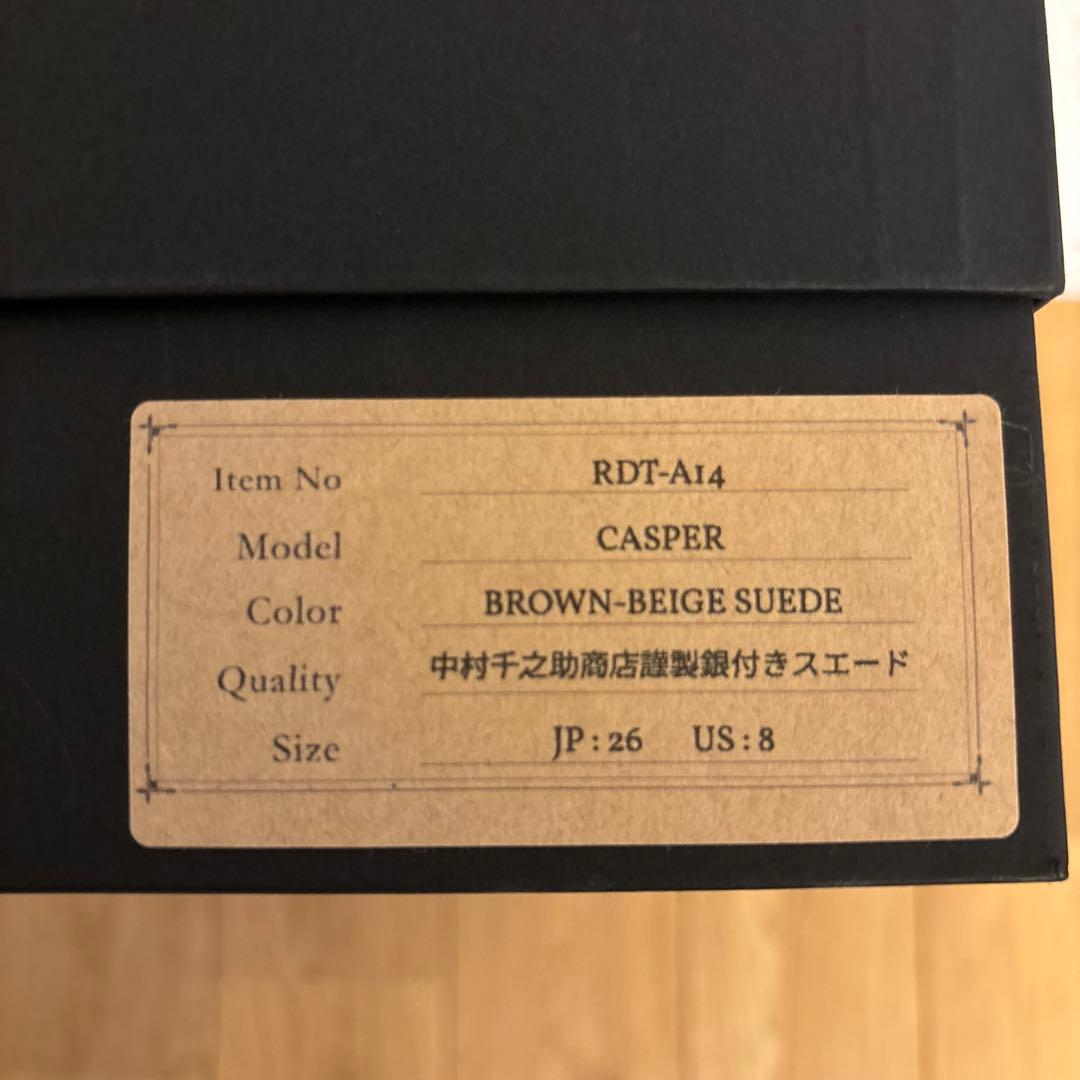 Item No RDT-A14
Model CASPER
Color BROWN-BEIGE SUEDE
Quality 中村千之助商店謹製銀付きスエード
Size JP : 26 US : 8